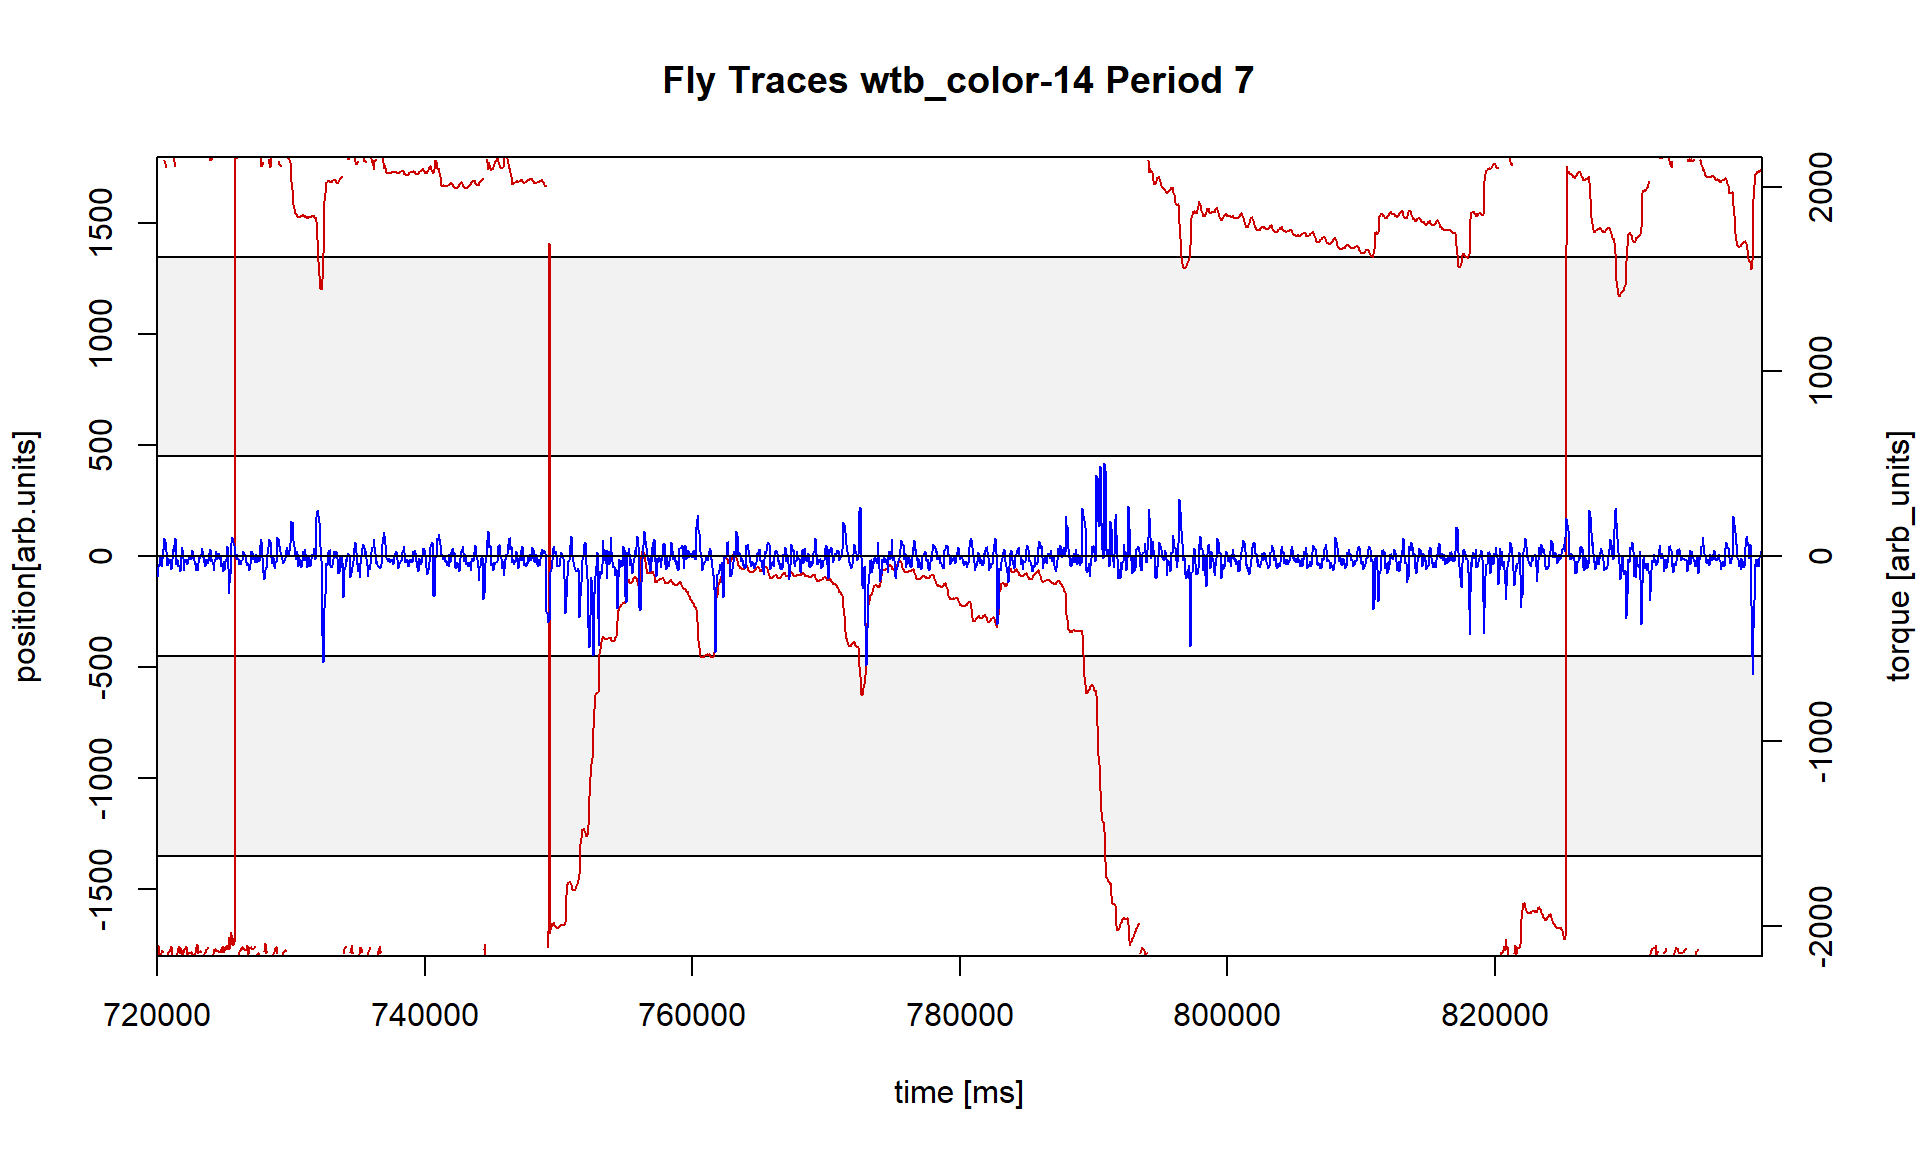 Fly Traces wtb_color-14 Period 7
position[arb.units]
1500
1000
500
0
-500
-1000
-1500
2000
1000
0
-1000
-2000
torque [arb_units]
720000 740000 760000 780000 800000 820000
time [ms]